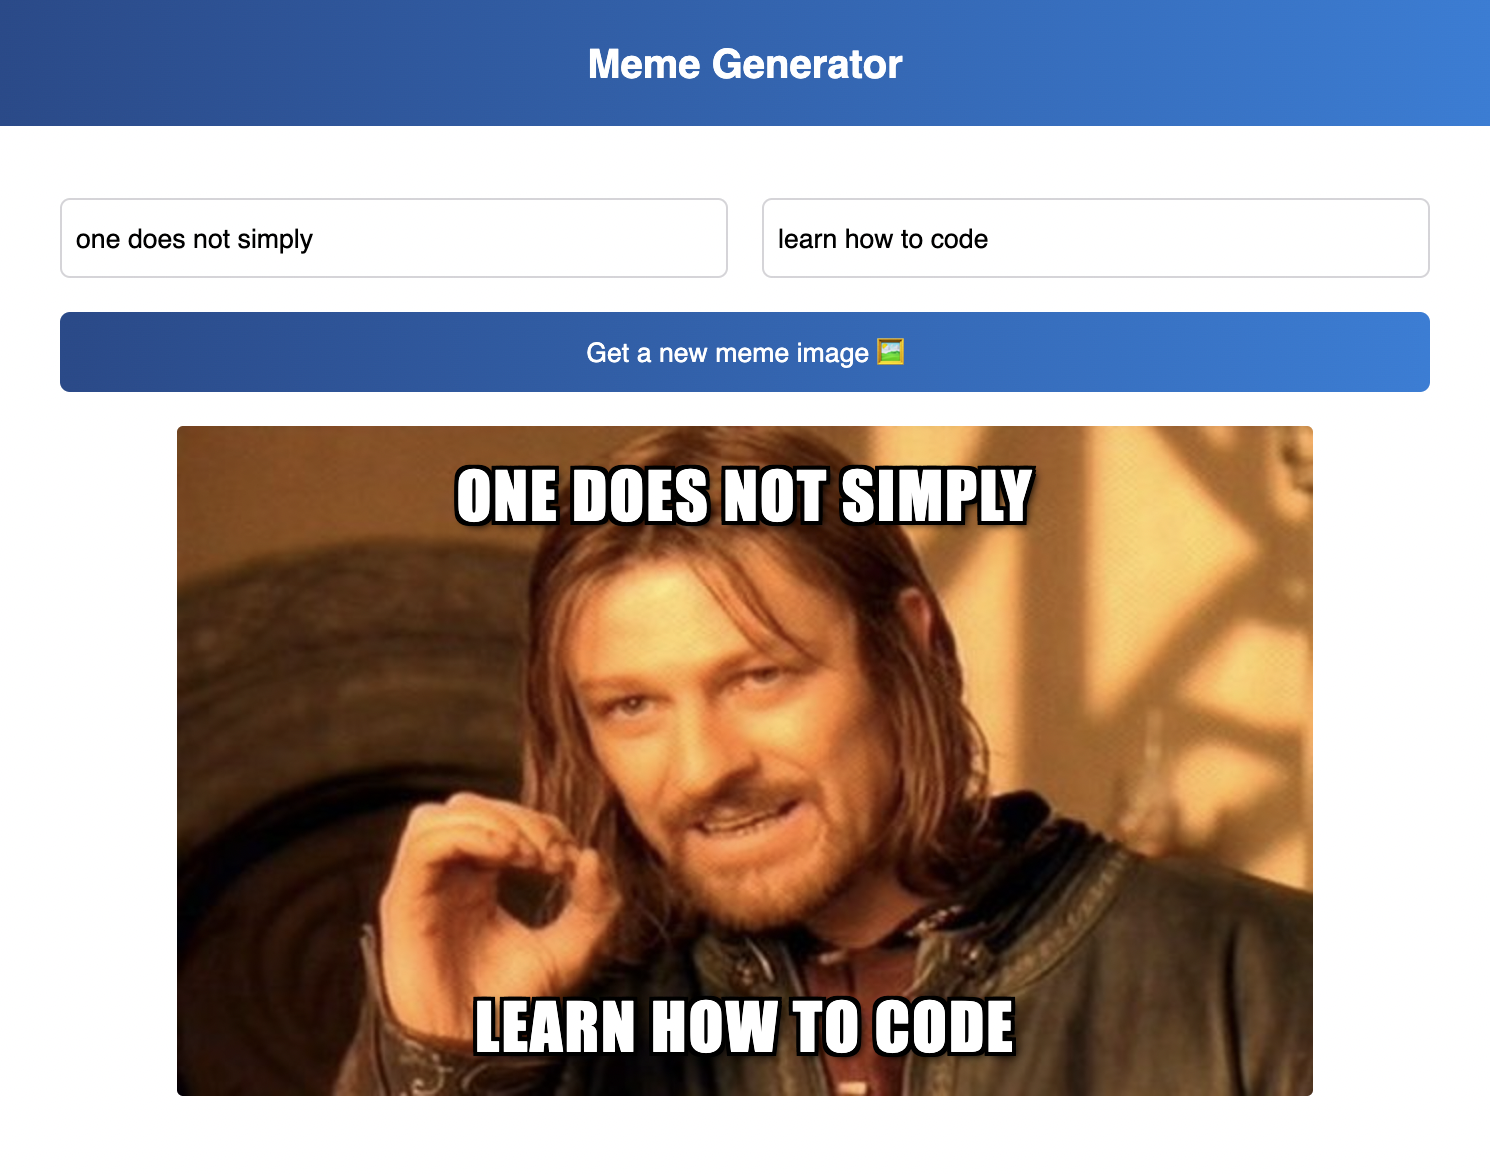 Meme Generator
one does not simply
learn how to code
Get a new meme image 🖼️
ONE DOES NOT SIMPLY
LEARN HOW TO CODE